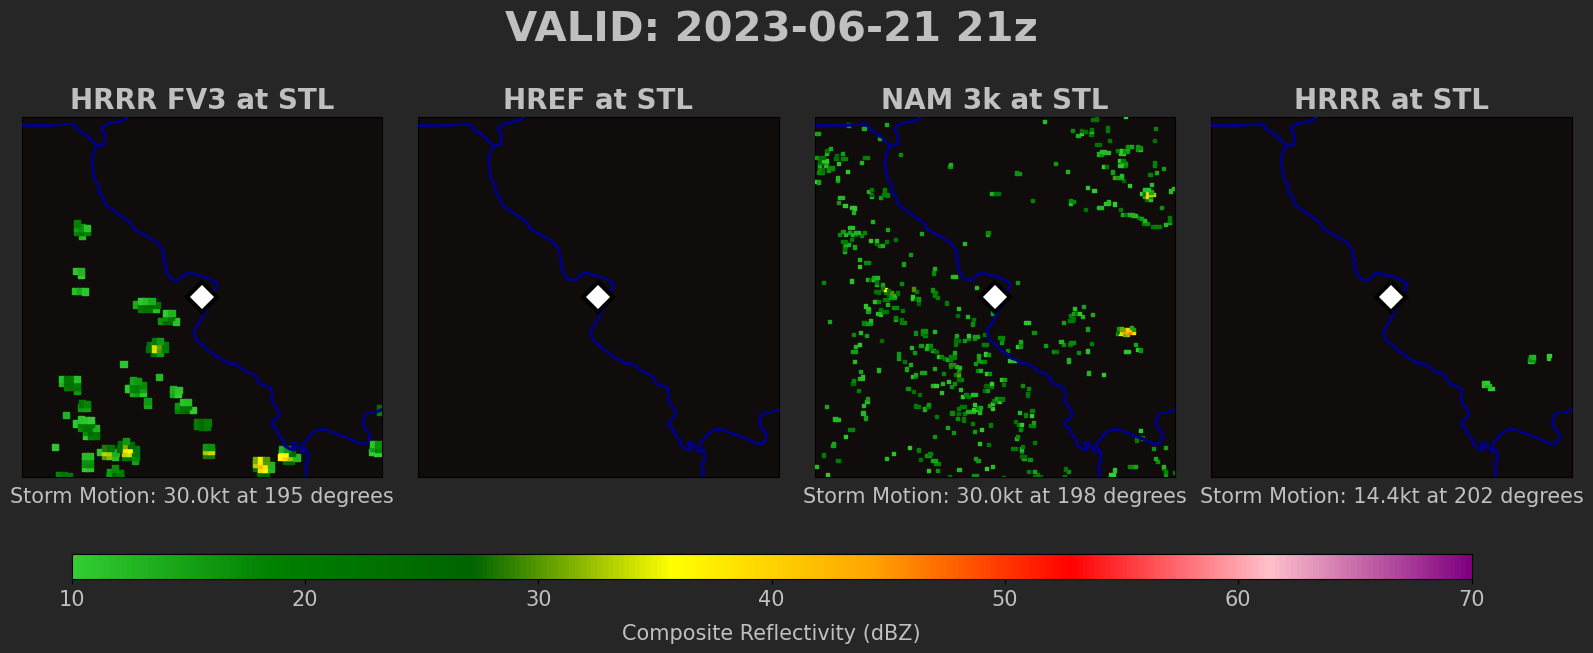 VALID: 2023-06-21 21z
HRRR FV3 at STL
HREF at STL
NAM 3k at STL
HRRR at STL
Storm Motion: 30.0kt at 195 degrees
Storm Motion: 30.0kt at 198 degrees
Storm Motion: 14.4kt at 202 degrees
10 20 30 40 50 60 70
Composite Reflectivity (dBZ)